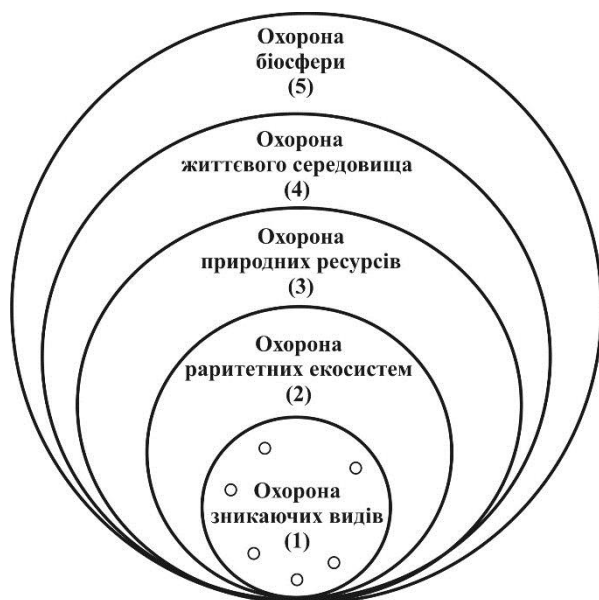 Охорона
біосфери
(5)
Охорона
життєвого середовища
(4)
Охорона
природних ресурсів
(3)
Охорона
раритетних екосистем
(2)
Охорона
зникаючих видів
(1)